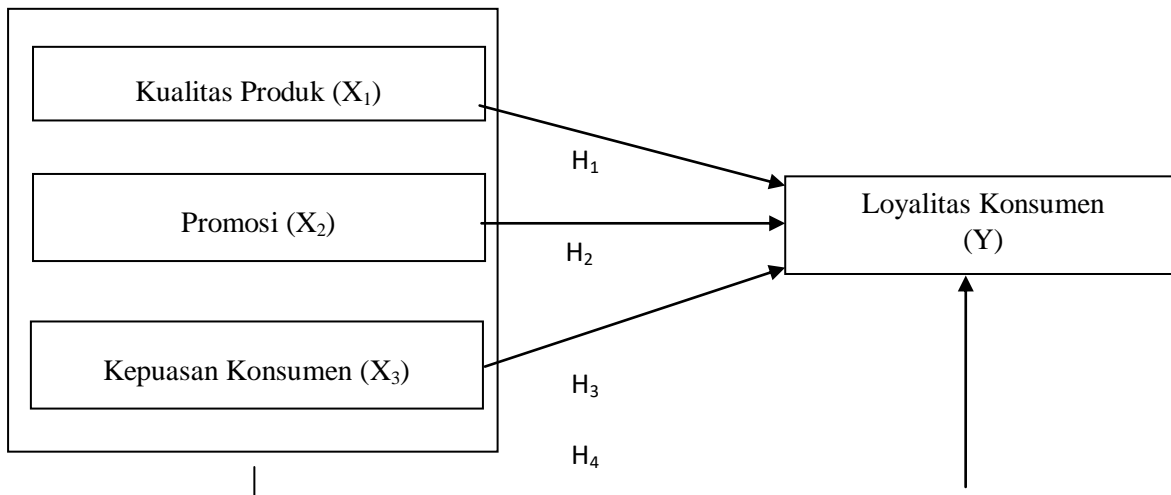 Kualitas Produk (X₁)
H₁
Promosi (X₂)
Loyalitas Konsumen
(Y)
H₂
Kepuasan Konsumen (X₃)
H₃
H₄